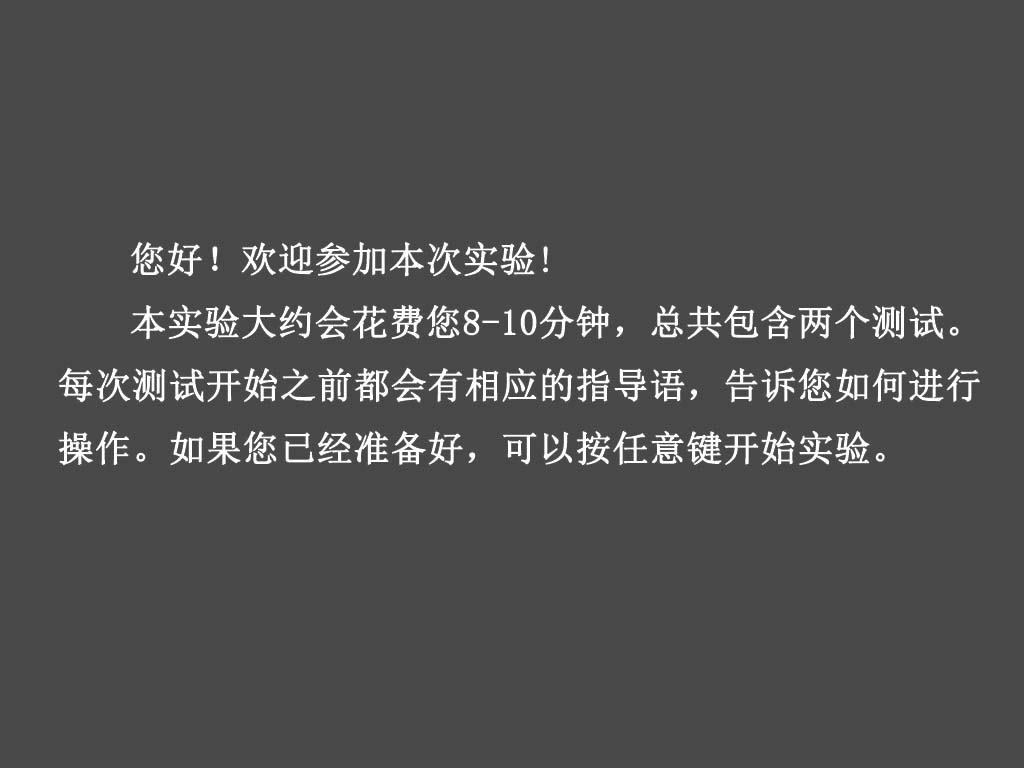 您好！欢迎参加本次实验！
本实验大约会花费您8-10分钟，总共包含两个测试。
每次测试开始之前都会有相应的指导语，告诉您如何进行
操作。如果您已经准备好，可以按任意键开始实验。